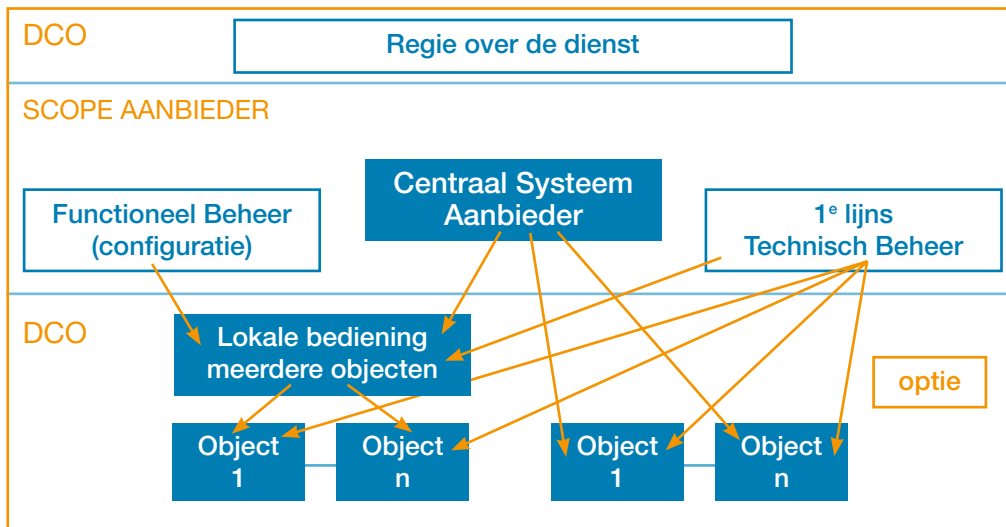 DCO
Regie over de dienst
SCOPE AANBIEDER
Functioneel Beheer
(configuratie)
Centraal Systeem
Aanbieder
1e lijns
Technisch Beheer
DCO
Lokale bediening
meerdere objecten
optie
Object
1
Object
n
Object
1
Object
n